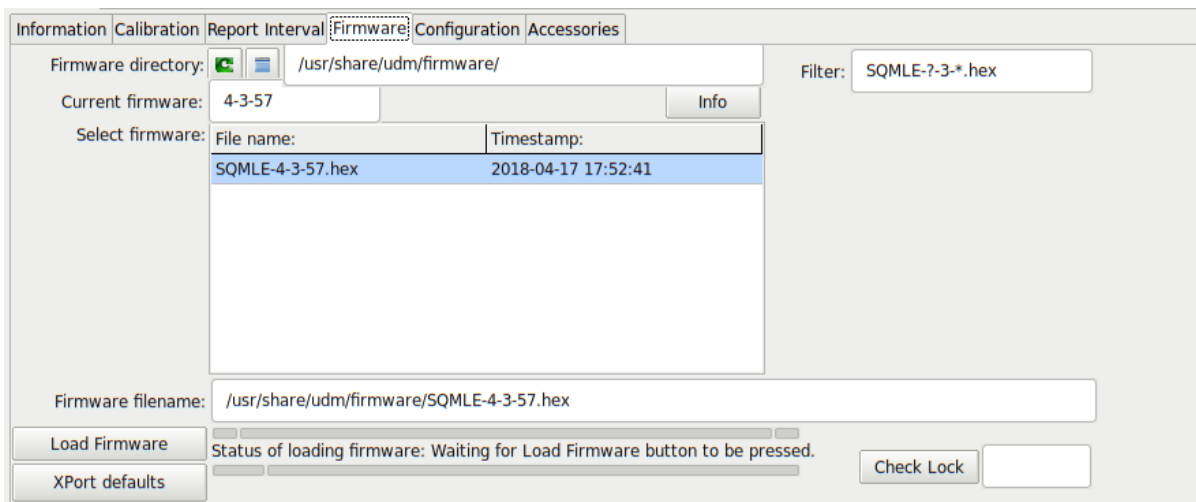 Information Calibration Report Interval Firmware Configuration Accessories
Firmware directory: /usr/share/udm/firmware/ Filter: SQMLE-?-3-*.hex
Current firmware: 4-3-57 Info
Select firmware: File name: Timestamp:
SQMLE-4-3-57.hex 2018-04-17 17:52:41
Firmware filename: /usr/share/udm/firmware/SQMLE-4-3-57.hex
Load Firmware Status of loading firmware: Waiting for Load Firmware button to be pressed.
XPort defaults Check Lock